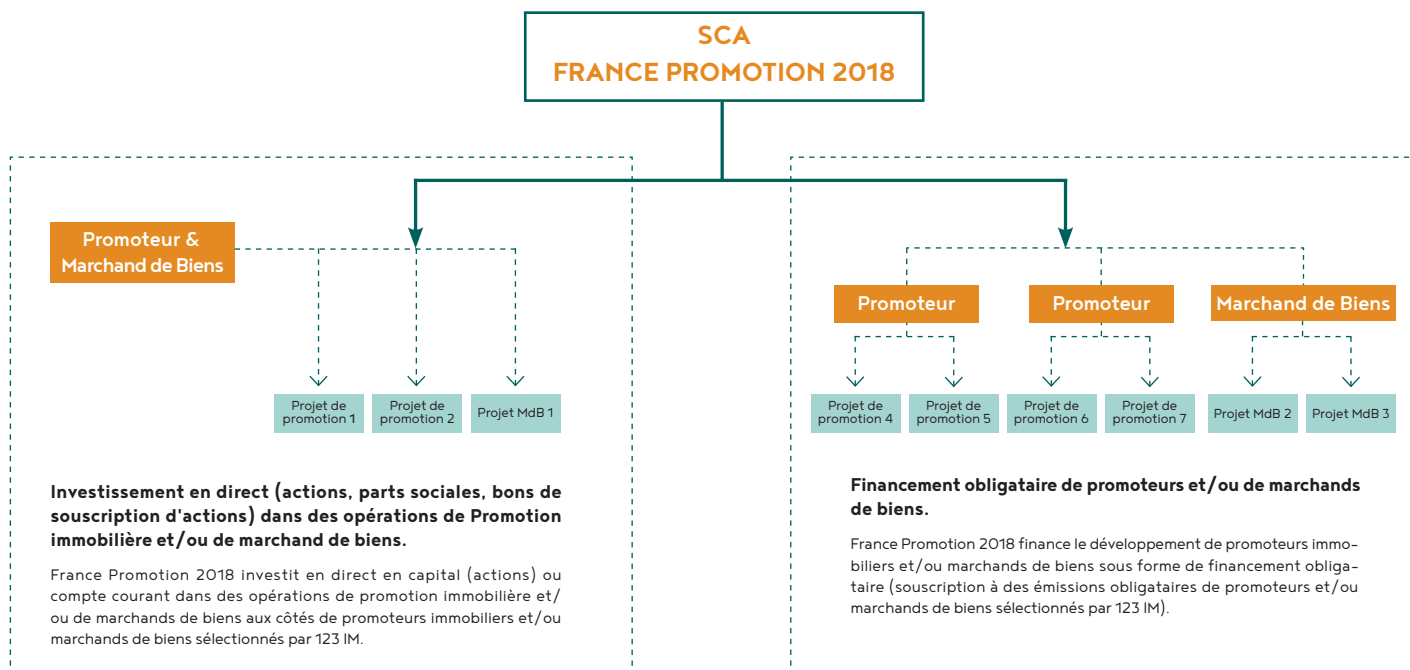 SCA
FRANCE PROMOTION 2018
Promoteur &
Marchand de Biens
Projet de
promotion 1
Projet de
promotion 2
Projet MdB 1
Investissement en direct (actions, parts sociales, bons de
souscription d'actions) dans des opérations de Promotion
immobilière et/ou de marchand de biens.
France Promotion 2018 investit en direct en capital (actions) ou
compte courant dans des opérations de promotion immobilière et/
ou de marchands de biens aux côtés de promoteurs immobiliers et/ou
marchands de biens sélectionnés par 123 IM.
Promoteur
Promoteur
Marchand de Biens
Projet de
promotion 4
Projet de
promotion 5
Projet de
promotion 6
Projet de
promotion 7
Projet MdB 2
Projet MdB 3
Financement obligataire de promoteurs et/ou de marchands
de biens.
France Promotion 2018 finance le développement de promoteurs immo-
biliers et/ou marchands de biens sous forme de financement obliga-
taire (souscription à des émissions obligataires de promoteurs et/ou
marchands de biens sélectionnés par 123 IM).